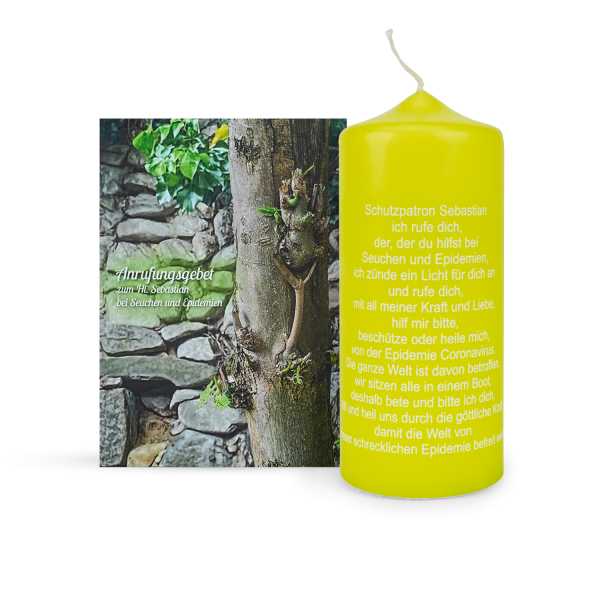 Anrufungsgebet
zum Hl. Sebastian
bei Seuchen und Epidemien
Schutzpatron Sebastian
ich rufe dich,
der, der du hilfst bei
Seuchen und Epidemien,
ich zünde ein Licht für dich an
und rufe dich,
mit all meiner Kraft und Liebe,
hilf mir bitte,
beschütze oder heile mich,
von der Epidemie Coronavirus.
Die ganze Welt ist davon betroffen,
wir sitzen alle in einem Boot,
deshalb bete und bitte ich dich,
und heil uns durch die göttliche
damit die Welt von
schrecklichen Epidemie befreit